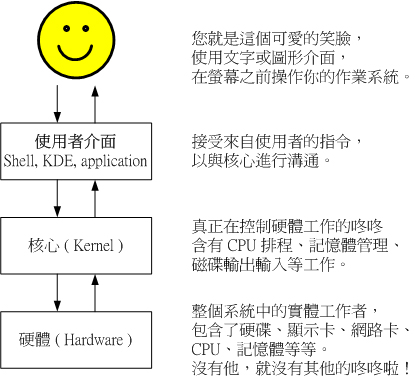 您就是這個可愛的笑臉，
使用文字或圖形介面，
在螢幕之前操作你的作業系統。
使用者介面
Shell, KDE, application
接受來自使用者的指令，
以與核心進行溝通。
核心 ( Kernel )
真正在控制硬體工作的咚咚
含有 CPU 排程、記憶體管理、
磁碟輸出輸入等工作。
硬體 ( Hardware )
整個系統中的實體工作者，
包含了硬碟、顯示卡、網路卡、
CPU、記憶體等等。
沒有他，就沒有其他的咚咚啦！